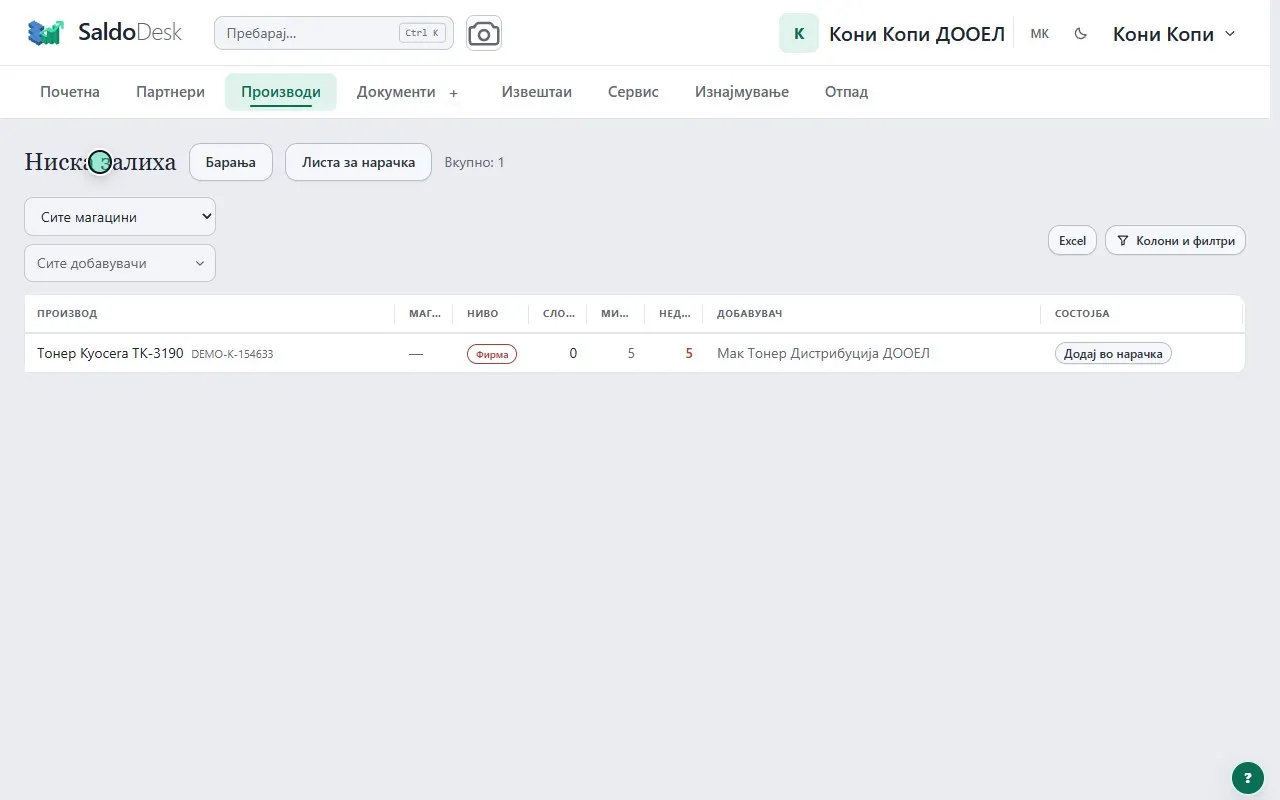 SaldoDesk
Пребарај... Ctrl K
К Кони Копи ДООЕЛ МК Кони Копи
Почетна Партнери Производи Документи + Извештаи Сервис Изнајмување Отпад
Ниска залиха Барања Листа за нарачка Вкупно: 1
Сите магацини
Excel Колони и филтри
Сите добавувачи
ПРОИЗВОД МАГ... НИВО СЛО... МИ... НЕД... ДОБАВУВАЧ СОСТОЈБА
Тонер Kyocera TK-3190 DEMO-K-154633 — Фирма 0 5 5 Мак Тонер Дистрибуција ДООЕЛ Додај во нарачка
?